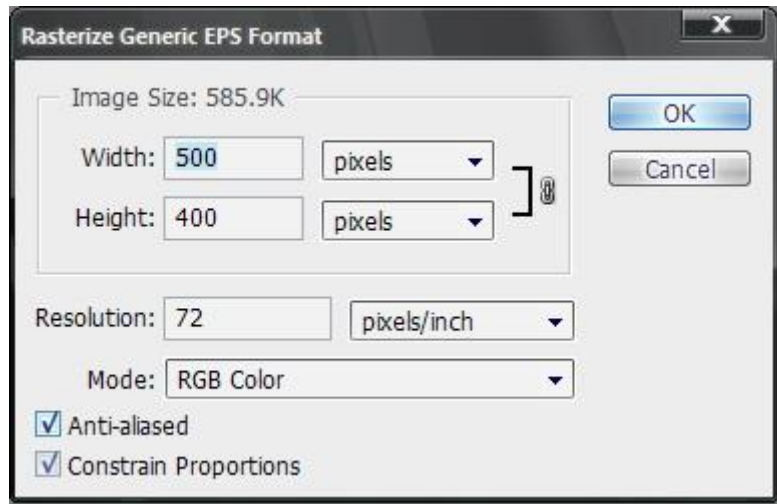 Rasterize Generic EPS Format
X
Image Size: 585.9K
OK
Width: 500 pixels
Cancel
Height: 400 pixels
Resolution: 72 pixels/inch
Mode: RGB Color
Anti-aliased
Constrain Proportions